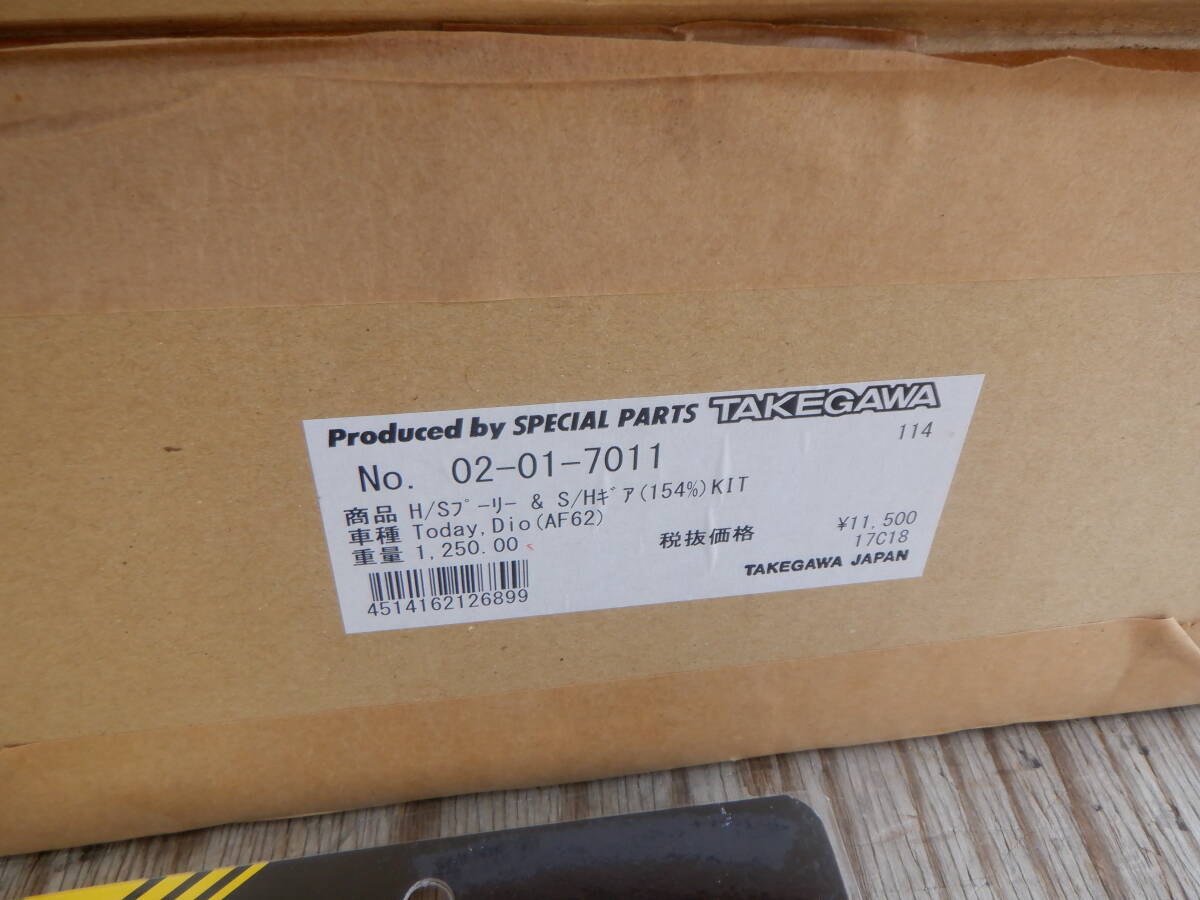 Produced by SPECIAL PARTS TAKEGAWA
114
No. 02-01-7011
商品 H/Sプーリー & S/Hギア(154%)KIT
車種 Today,Dio(AF62)
重量 1,250.00
税抜価格 ¥11,500
17C18
TAKEGAWA JAPAN
4514162126899